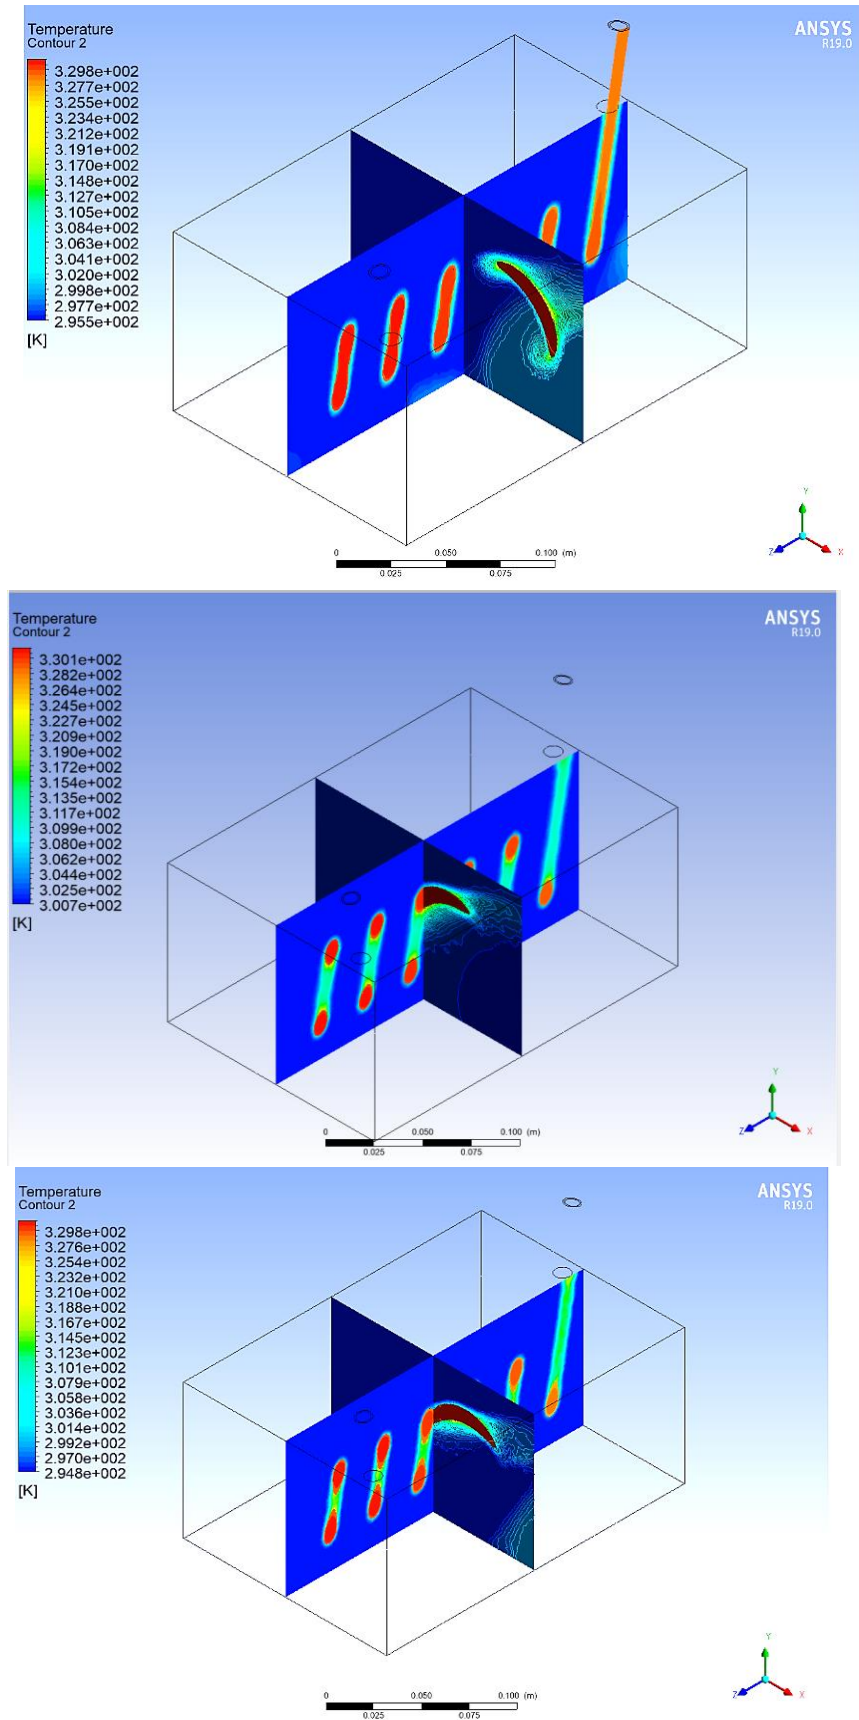 Temperature
Contour 2
ANSYS
R19.0
3.298e+002
3.277e+002
3.255e+002
3.234e+002
3.212e+002
3.191e+002
3.170e+002
3.148e+002
3.127e+002
3.105e+002
3.084e+002
3.063e+002
3.041e+002
3.020e+002
2.998e+002
2.977e+002
2.955e+002
[K]
Y
Z
X
0 0.050 0.100 (m)
0.025 0.075
Temperature
Contour 2
ANSYS
R19.0
3.301e+002
3.282e+002
3.264e+002
3.245e+002
3.227e+002
3.209e+002
3.190e+002
3.172e+002
3.154e+002
3.135e+002
3.117e+002
3.099e+002
3.080e+002
3.062e+002
3.044e+002
3.025e+002
3.007e+002
[K]
Y
Z
X
0 0.050 0.100 (m)
0.025 0.075
Temperature
Contour 2
ANSYS
R19.0
3.298e+002
3.276e+002
3.254e+002
3.232e+002
3.210e+002
3.188e+002
3.167e+002
3.145e+002
3.123e+002
3.101e+002
3.079e+002
3.058e+002
3.036e+002
3.014e+002
2.992e+002
2.970e+002
2.948e+002
[K]
Y
Z
X
0 0.050 0.100 (m)
0.025 0.075